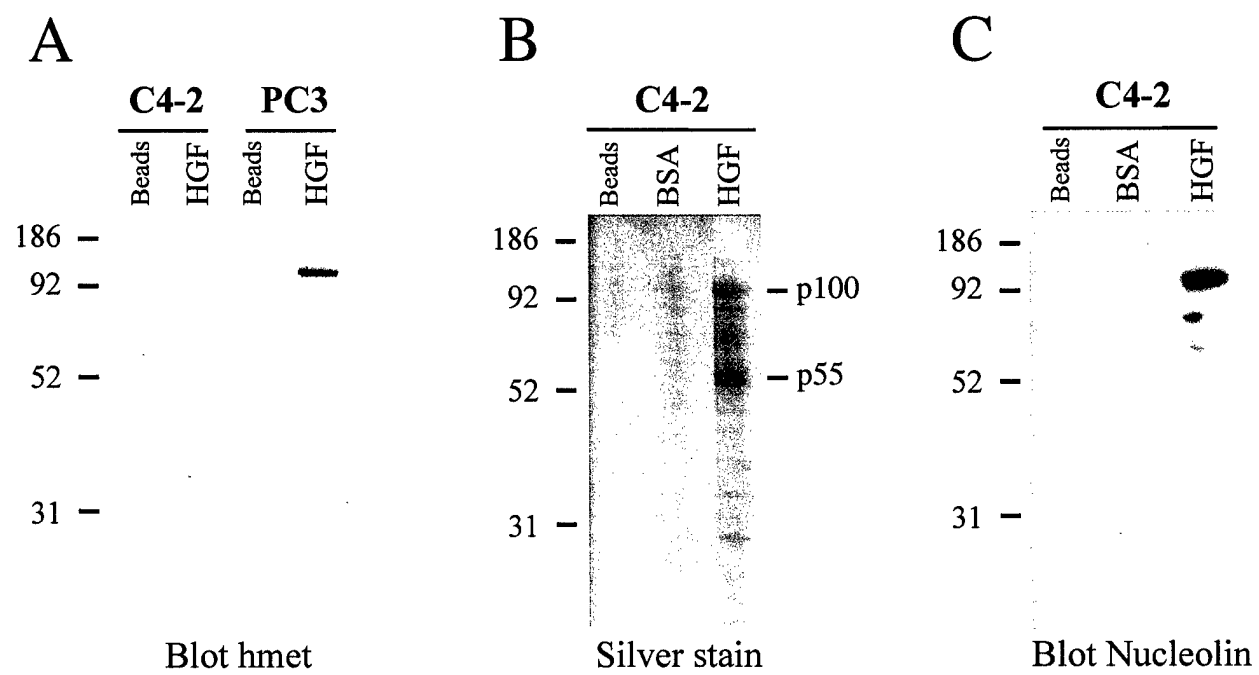 A
C4-2 PC3
Beads HGF Beads HGF
186
92
52
31
Blot hmet
B
C4-2
Beads BSA HGF
186
92
52
31
p100
p55
Silver stain
C
C4-2
Beads BSA HGF
186
92
52
31
Blot Nucleolin